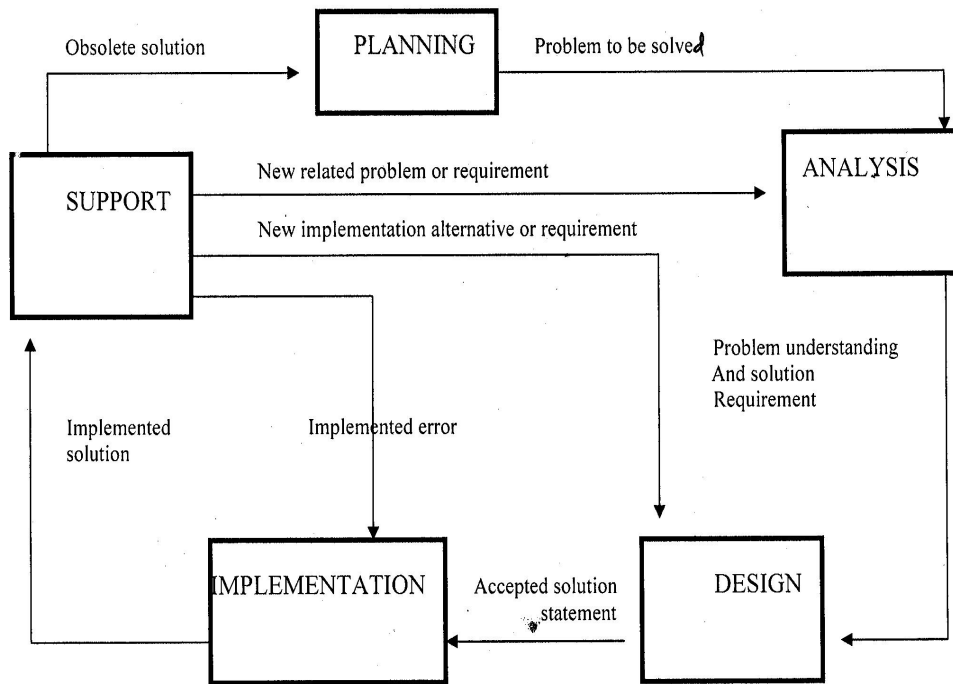 PLANNING
Obsolete solution
Problem to be solved
ANALYSIS
New related problem or requirement
SUPPORT
New implementation alternative or requirement
Problem understanding
And solution
Requirement
Implemented
solution
Implemented error
IMPLEMENTATION
Accepted solution
statement
DESIGN